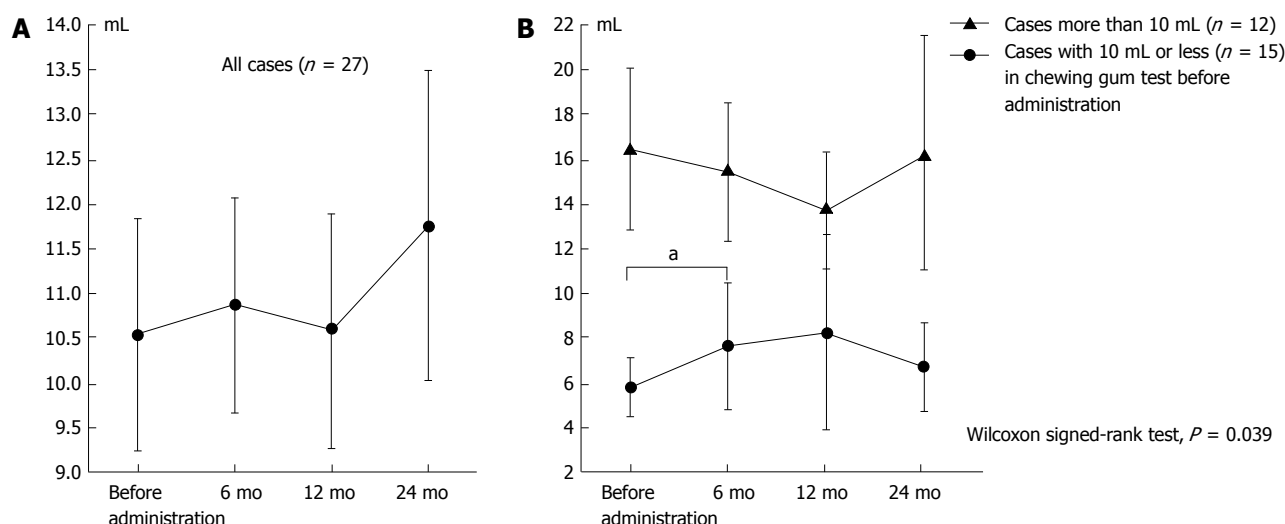 A
mL
14.0
13.5
13.0
12.5
12.0
11.5
11.0
10.5
10.0
9.5
9.0
All cases (n = 27)
Before
administration
6 mo
12 mo
24 mo
B
mL
22
20
18
16
14
12
10
8
6
4
2
a
Before
administration
6 mo
12 mo
24 mo
Cases more than 10 mL (n = 12)
Cases with 10 mL or less (n = 15)
in chewing gum test before
administration
Wilcoxon signed-rank test, P = 0.039